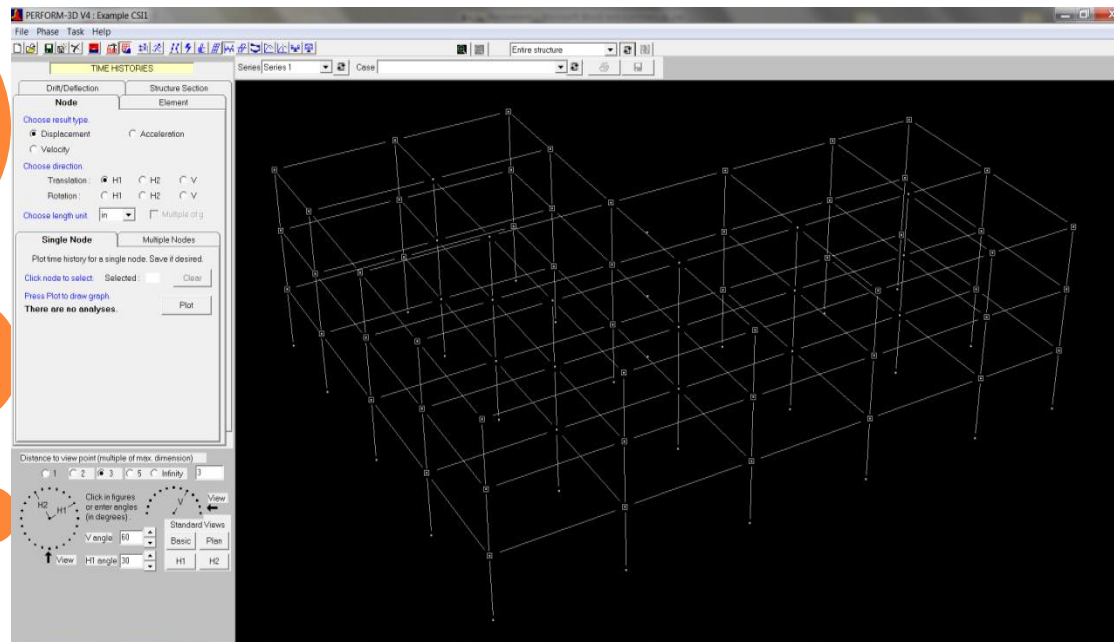 PERFORM-3D V4 : Example CSI1
File Phase Task Help
Entire structure
TIME HISTORIES
Series Series 1 Case
Drift/Deflection Structure Section
Node Element
Choose result type.
Displacement Acceleration
Velocity
Choose direction.
Translation : H1 H2 V
Rotation : H1 H2 V
Choose length unit. in Multiple of g
Single Node Multiple Nodes
Plot time history for a single node. Save if desired.
Click node to select. Selected : Clear
Press Plot to draw graph.
There are no analyses. Plot
Distance to view point (multiple of max. dimension)
1 2 3 5 Infinity 3
Click in figures
or enter angles
(in degrees).
H2 H1 V View
Standard Views
V angle 60 Basic Plan
View H1 angle 30 H1 H2